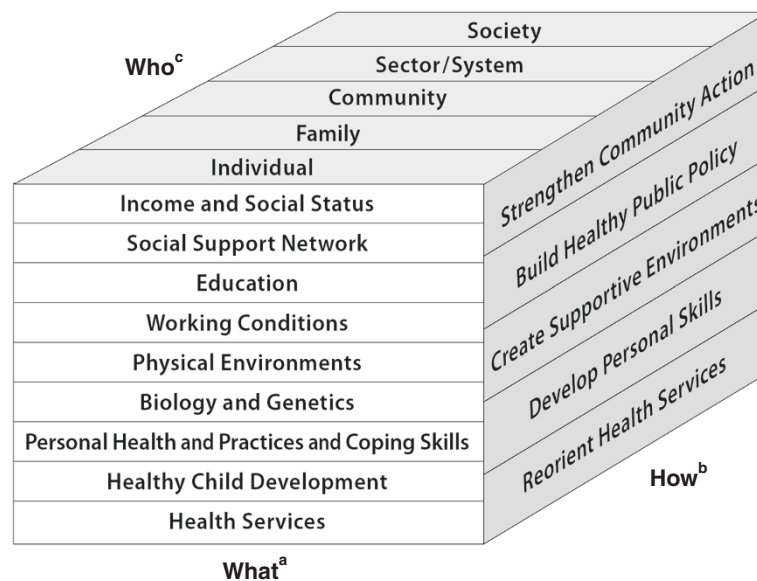 Society
Who^c
Sector/System
Community
Family
Individual
Income and Social Status
Social Support Network
Education
Working Conditions
Physical Environments
Biology and Genetics
Personal Health and Practices and Coping Skills
Healthy Child Development
Health Services
What^a
Strengthen Community Action
Build Healthy Public Policy
Create Supportive Environments
Develop Personal Skills
Reorient Health Services
How^b